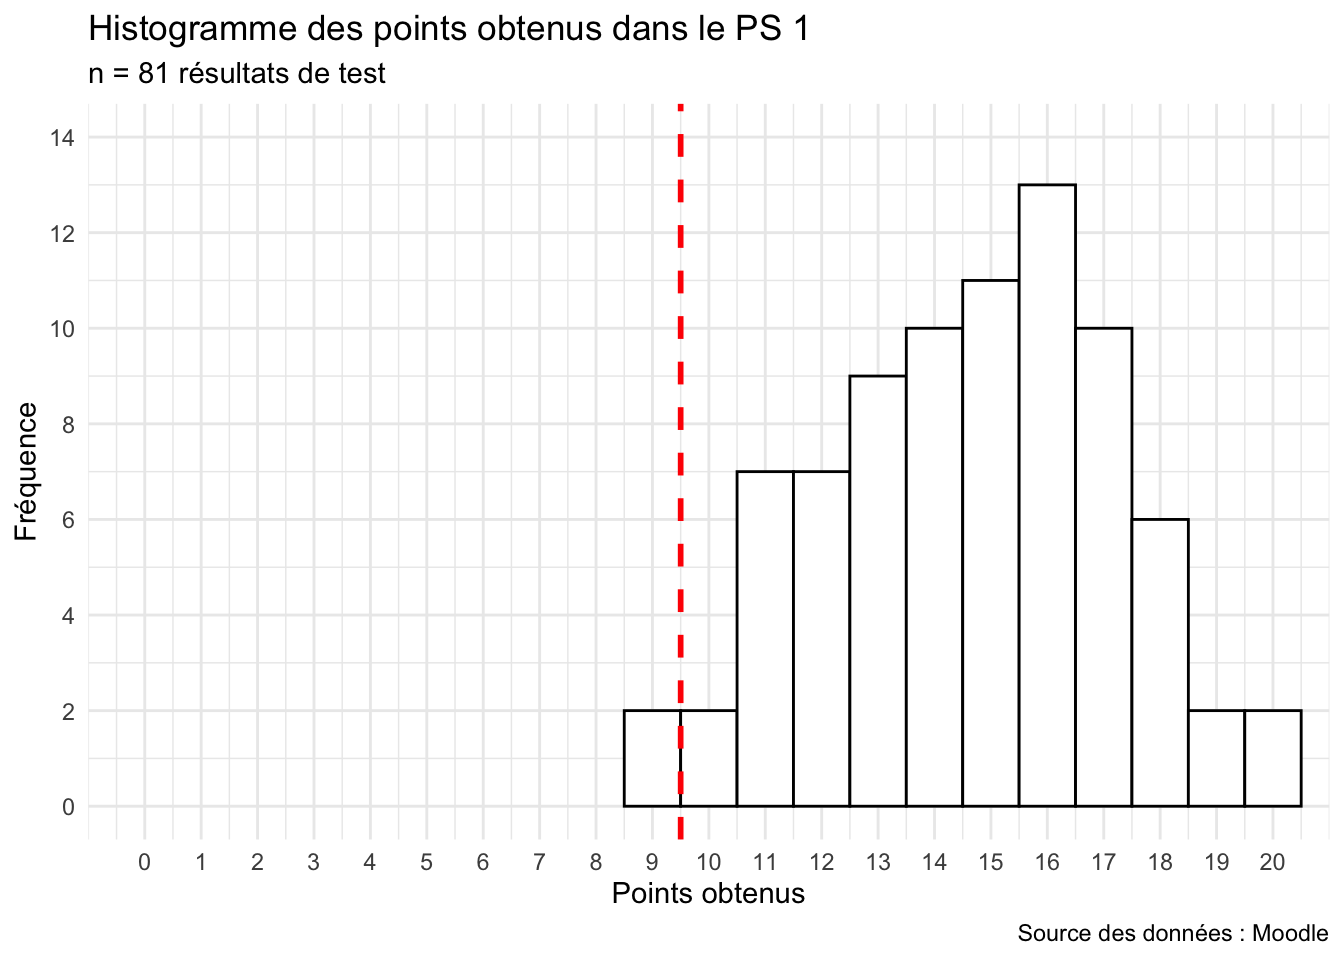 Histogramme des points obtenus dans le PS 1
n = 81 résultats de test
Fréquence
14
12
10
8
6
4
2
0
0 1 2 3 4 5 6 7 8 9 10 11 12 13 14 15 16 17 18 19 20
Points obtenus
Source des données : Moodle